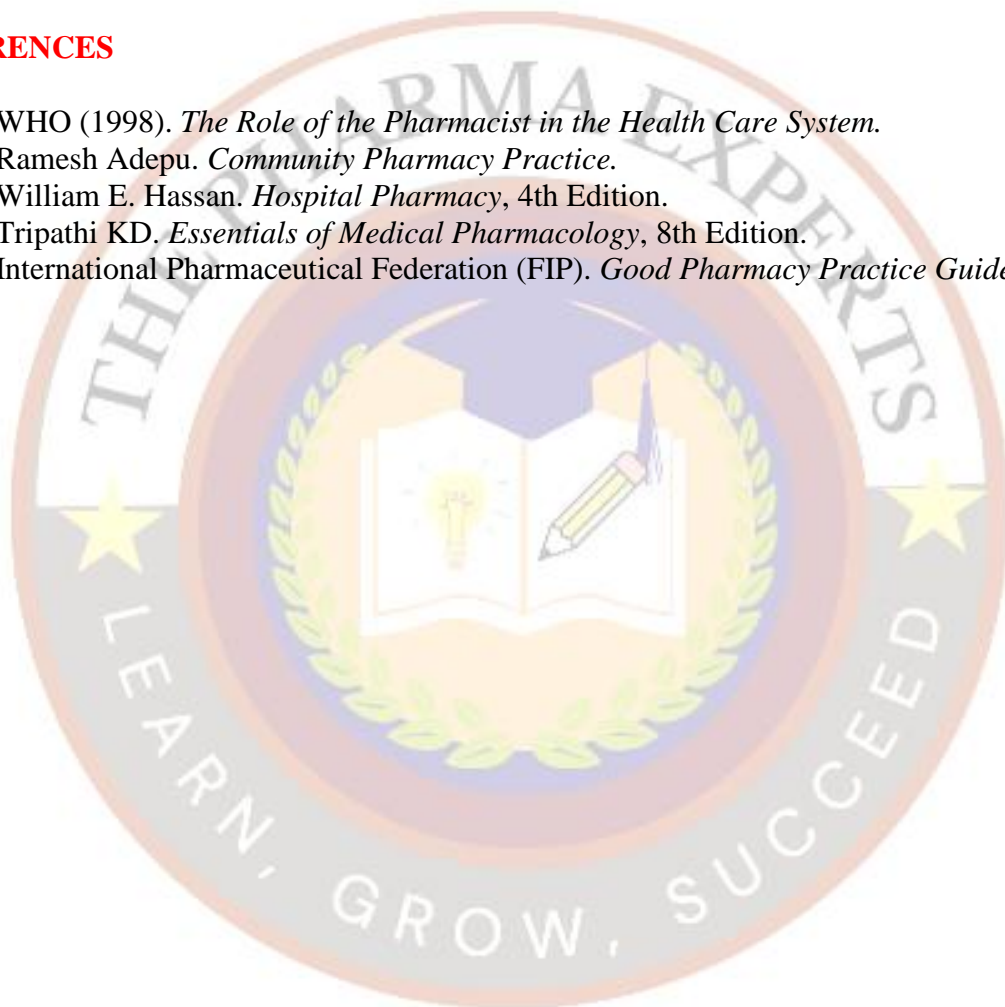 RENCES
WHO (1998). The Role of the Pharmacist in the Health Care System.
Ramesh Adepu. Community Pharmacy Practice.
William E. Hassan. Hospital Pharmacy, 4th Edition.
Tripathi KD. Essentials of Medical Pharmacology, 8th Edition.
International Pharmaceutical Federation (FIP). Good Pharmacy Practice Guide
THE PHARMA EXPERTS
LEARN, GROW, SUCCEED